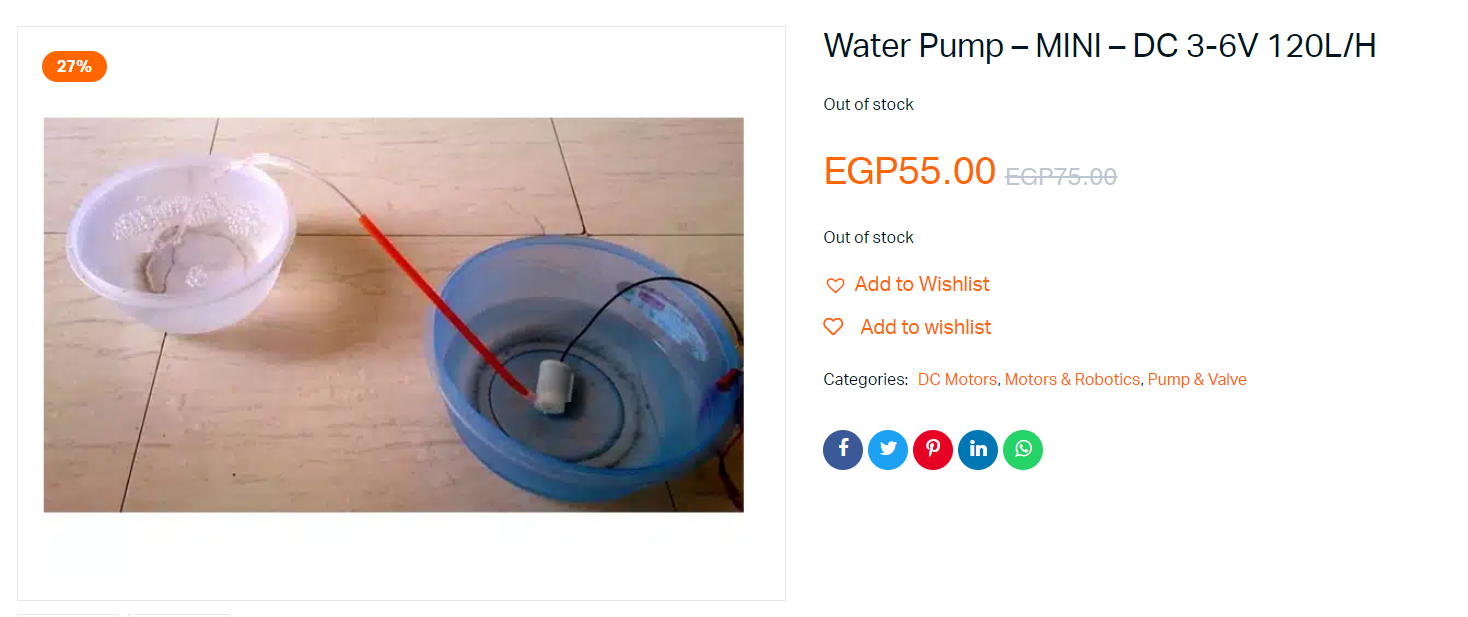 27%
Water Pump – MINI – DC 3-6V 120L/H
Out of stock
EGP55.00 EGP75.00
Out of stock
Add to Wishlist
Add to wishlist
Categories: DC Motors, Motors & Robotics, Pump & Valve